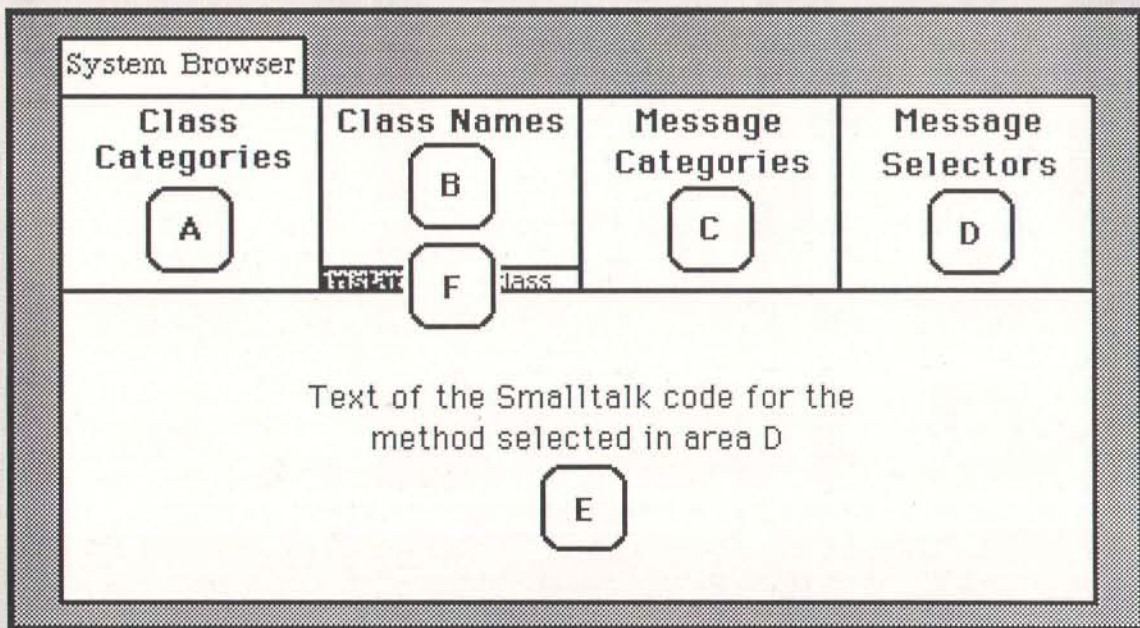 System Browser
Class
Categories
A
Class Names
B
Message
Categories
C
Message
Selectors
D
F
class
Text of the Smalltalk code for the
method selected in area D
E